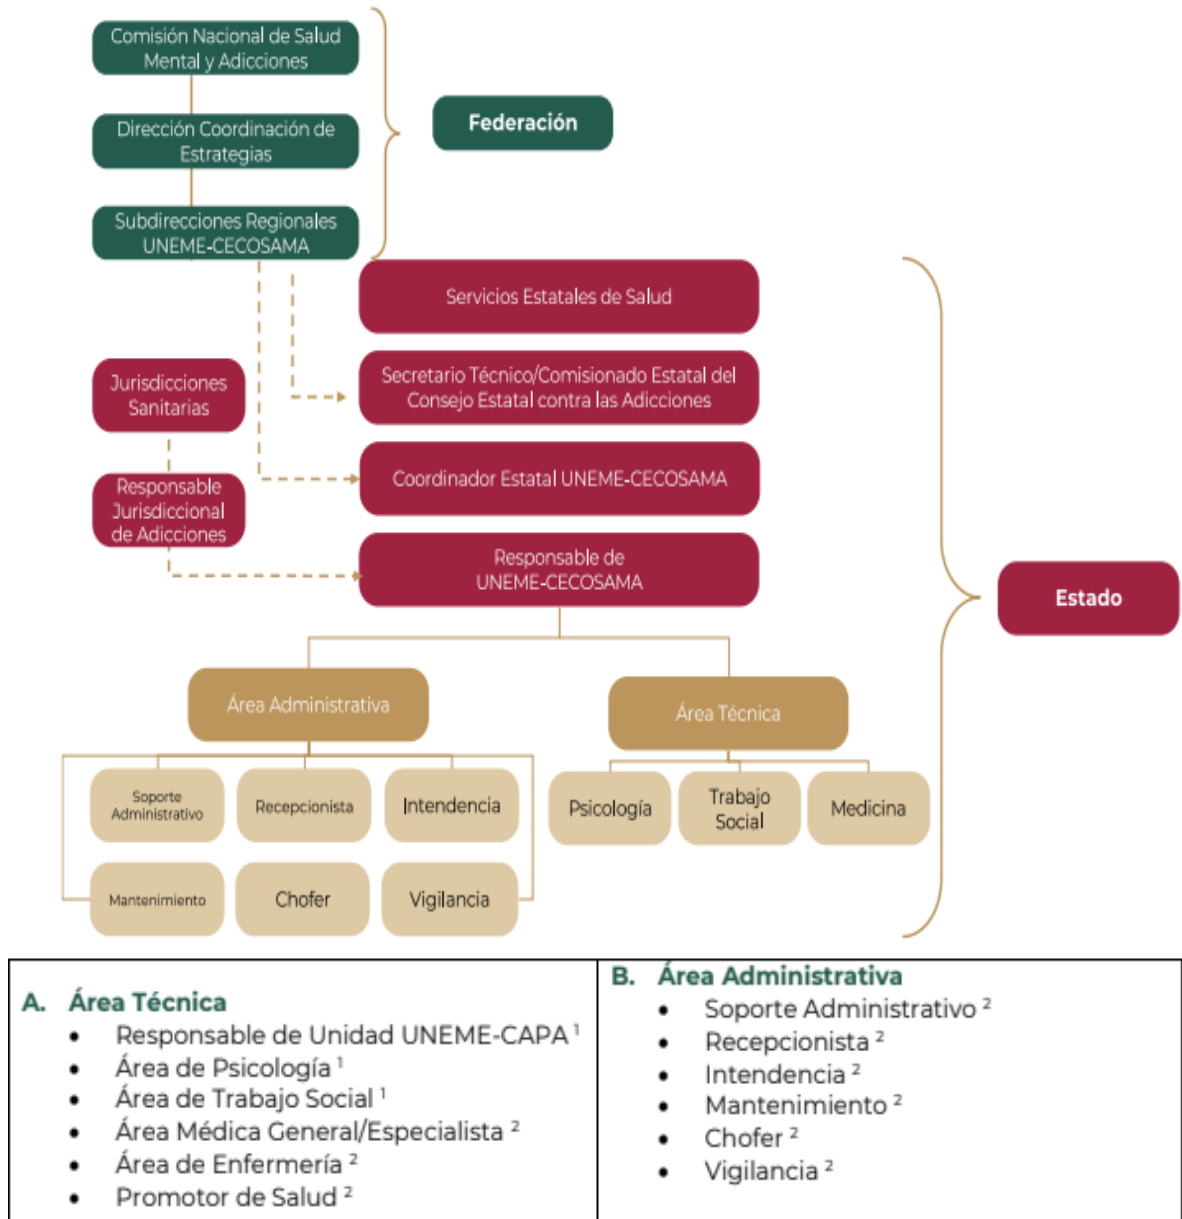 Comisión Nacional de Salud
Mental y Adicciones
Dirección Coordinación de
Estrategias
Federación
Subdirecciones Regionales
UNEME-CECOSAMA
Servicios Estatales de Salud
Jurisdicciones
Sanitarias
Secretario Técnico/Comisionado Estatal del
Consejo Estatal contra las Adicciones
Responsable
Jurisdiccional
de Adicciones
Coordinador Estatal UNEME-CECOSAMA
Responsable de
UNEME-CECOSAMA
Estado
Área Administrativa
Área Técnica
Soporte
Administrativo
Recepcionista
Intendencia
Psicología
Trabajo
Social
Medicina
Mantenimiento
Chofer
Vigilancia
A. Área Técnica
• Responsable de Unidad UNEME-CAPA ¹
• Área de Psicología ¹
• Área de Trabajo Social ¹
• Área Médica General/Especialista ²
• Área de Enfermería ²
• Promotor de Salud ²
B. Área Administrativa
• Soporte Administrativo ²
• Recepcionista ²
• Intendencia ²
• Mantenimiento ²
• Chofer ²
• Vigilancia ²